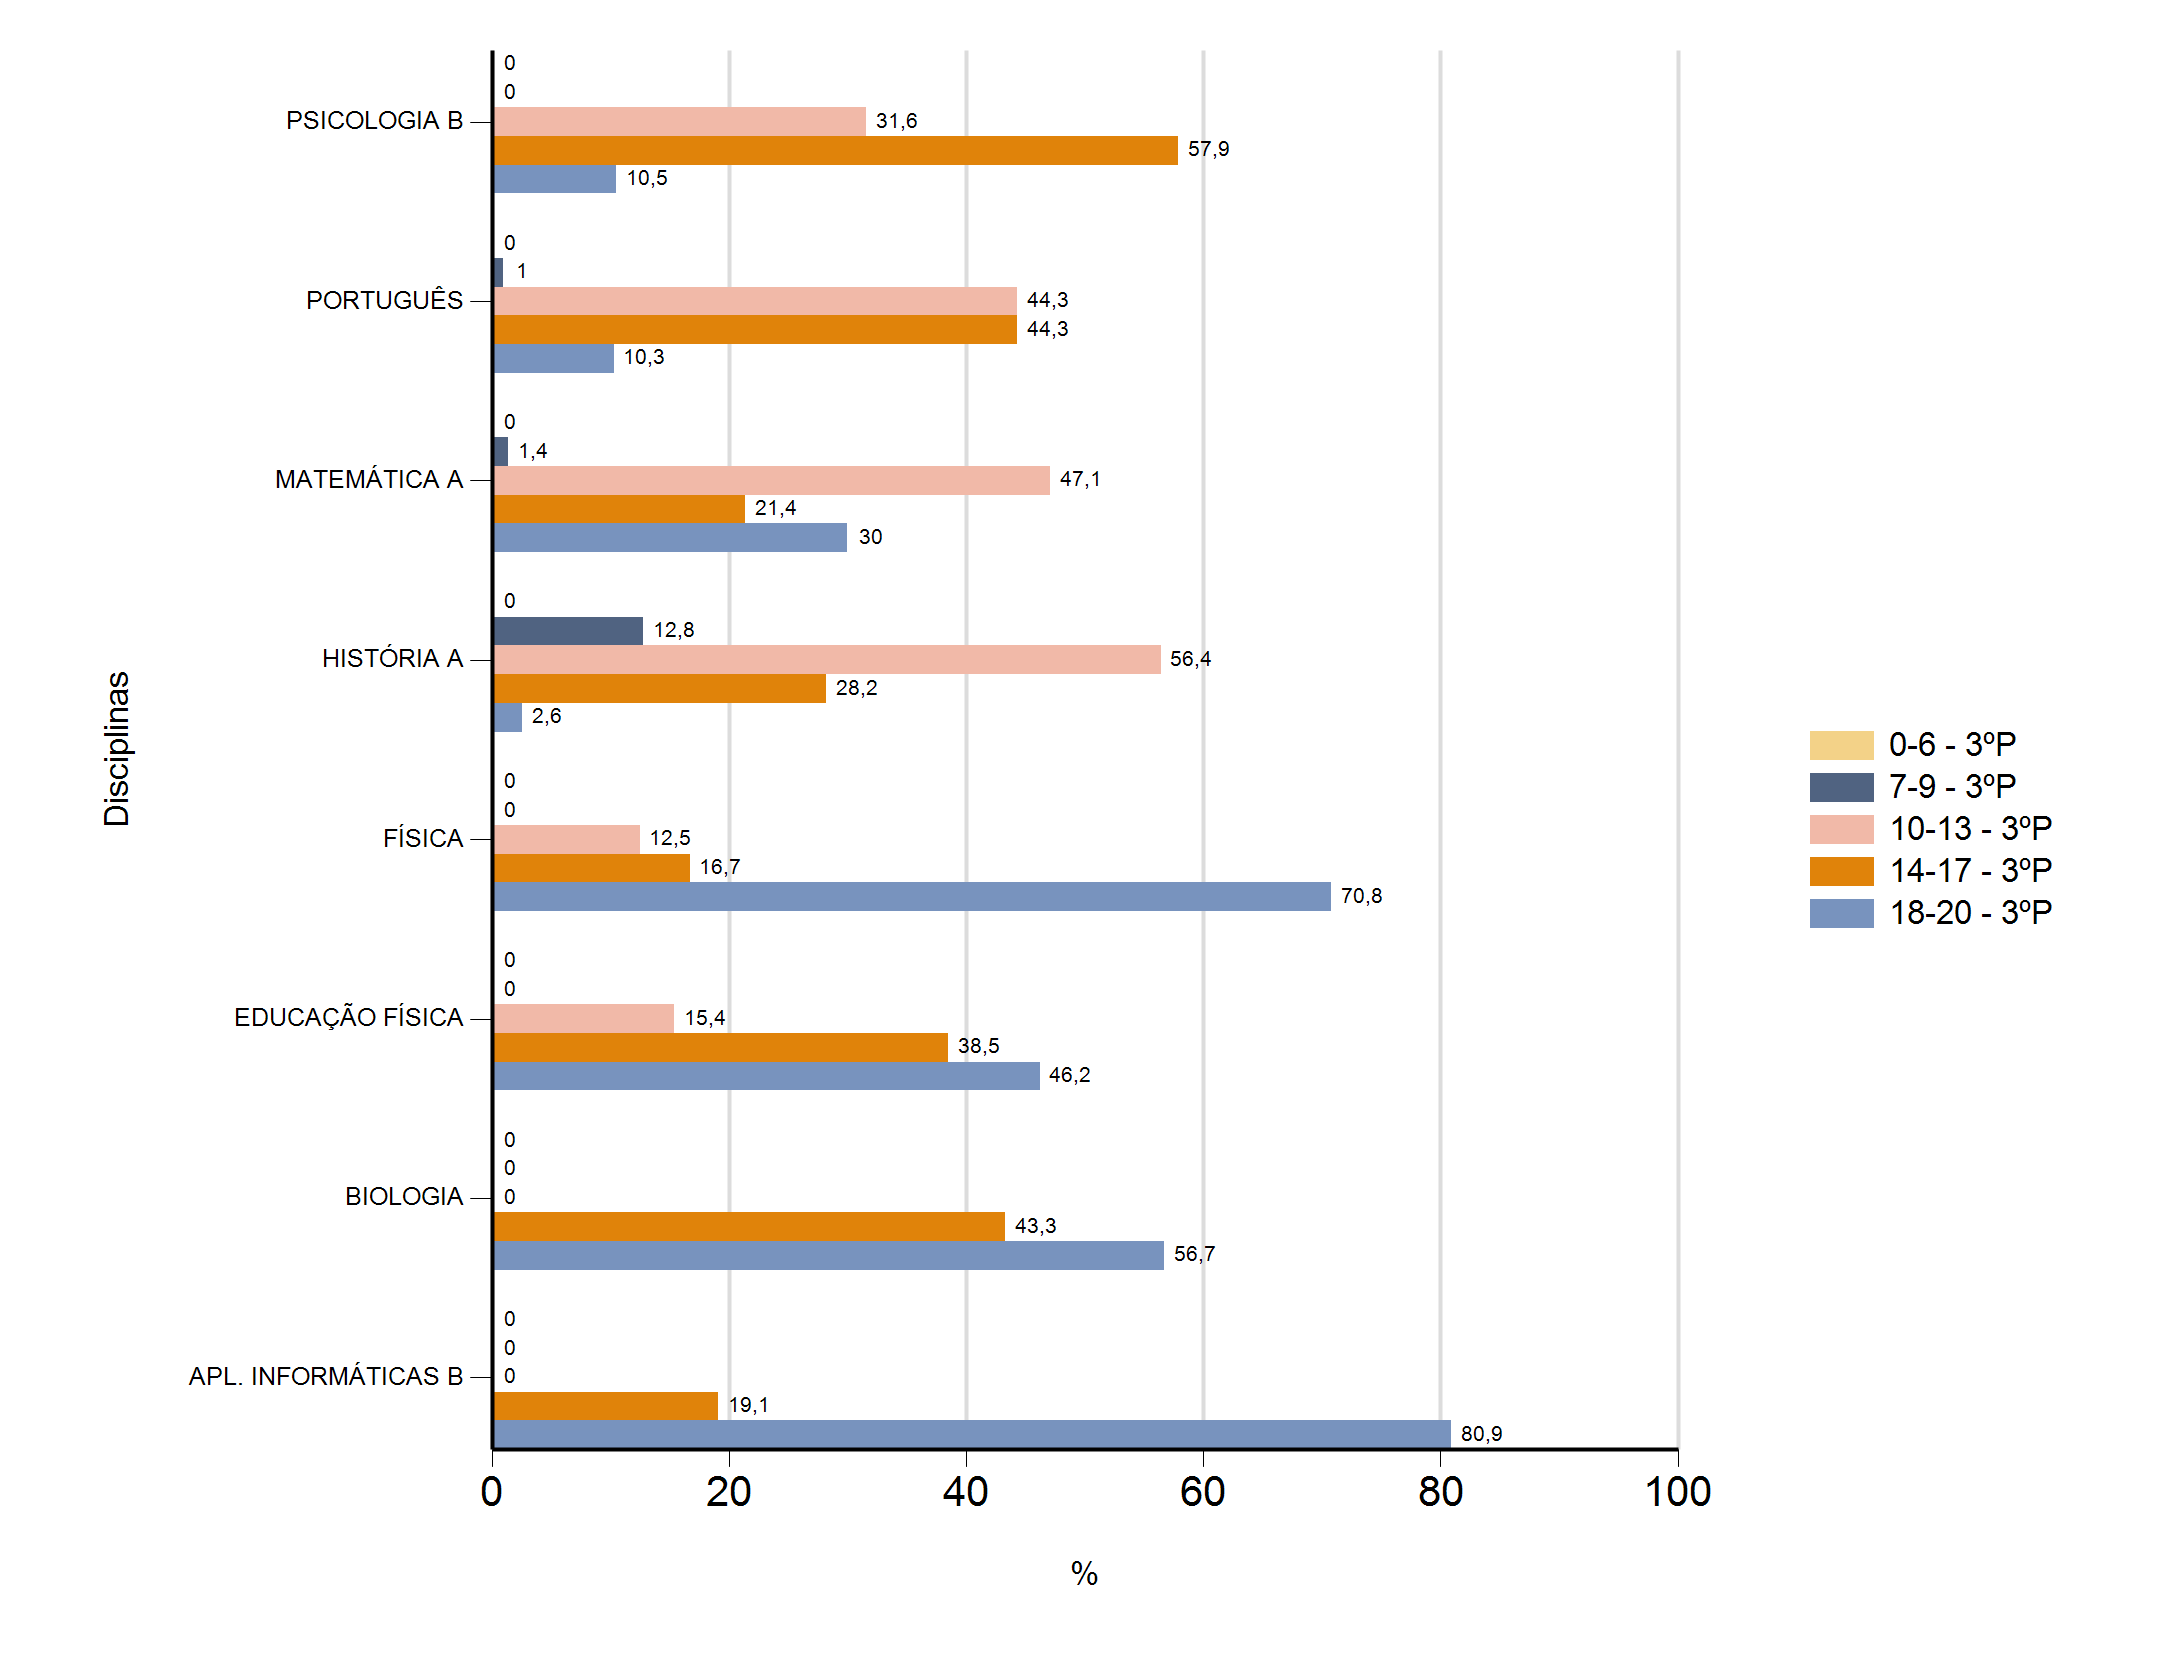 0
0
PSICOLOGIA B
31,6
57,9
10,5
0
1
PORTUGUÊS
44,3
44,3
10,3
0
1,4
MATEMÁTICA A
47,1
21,4
30
0
12,8
HISTÓRIA A
56,4
28,2
2,6
0
0
FÍSICA
12,5
16,7
70,8
0
0
EDUCAÇÃO FÍSICA
15,4
38,5
46,2
0
0
BIOLOGIA
0
43,3
56,7
0
0
APL. INFORMÁTICAS B
0
19,1
80,9
Disciplinas
0 20 40 60 80 100
%
0-6 - 3ºP
7-9 - 3ºP
10-13 - 3ºP
14-17 - 3ºP
18-20 - 3ºP